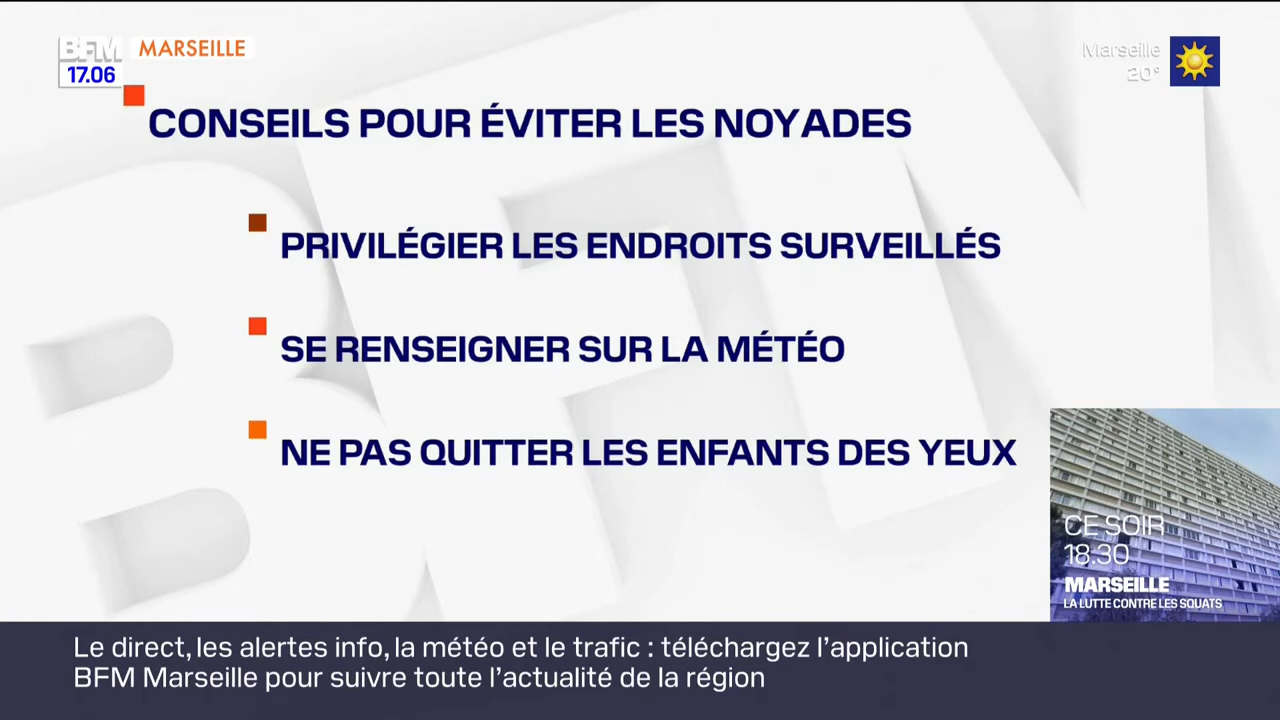 BFM MARSEILLE
17.06
Marseille
20°
CONSEILS POUR ÉVITER LES NOYADES
PRIVILÉGIER LES ENDROITS SURVEILLÉS
SE RENSEIGNER SUR LA MÉTÉO
NE PAS QUITTER LES ENFANTS DES YEUX
CE SOIR
18.30
MARSEILLE
LA LUTTE CONTRE LES SQUATS
Le direct, les alertes info, la météo et le trafic : téléchargez l'application
BFM Marseille pour suivre toute l'actualité de la région